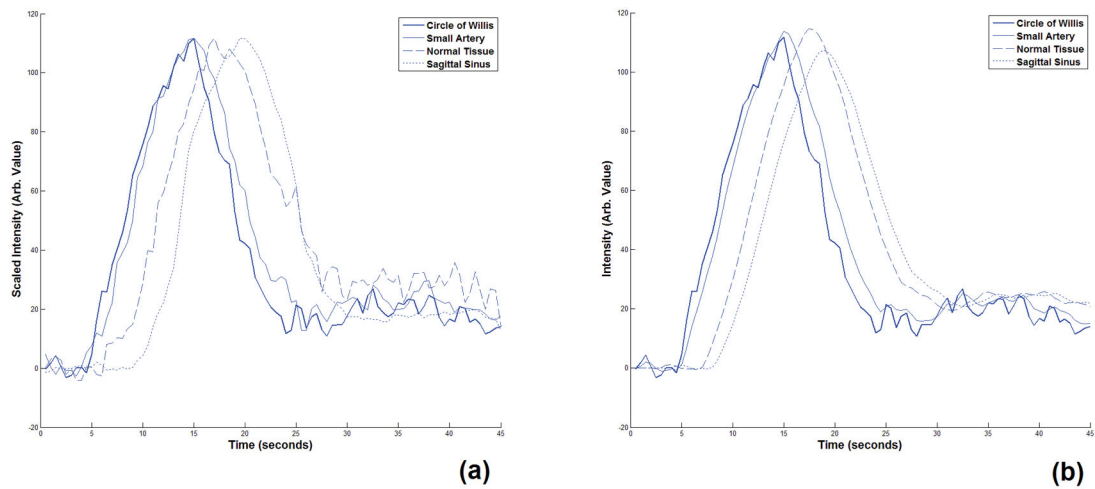 120
100
80
60
40
20
0
-20
Scaled Intensity (Arb. Value)
0 5 10 15 20 25 30 35 40 45
Time (seconds)
Circle of Willis
Small Artery
Normal Tissue
Sagittal Sinus
(a)
120
100
80
60
40
20
0
-20
Intensity (Arb. Value)
0 5 10 15 20 25 30 35 40 45
Time (seconds)
Circle of Willis
Small Artery
Normal Tissue
Sagittal Sinus
(b)